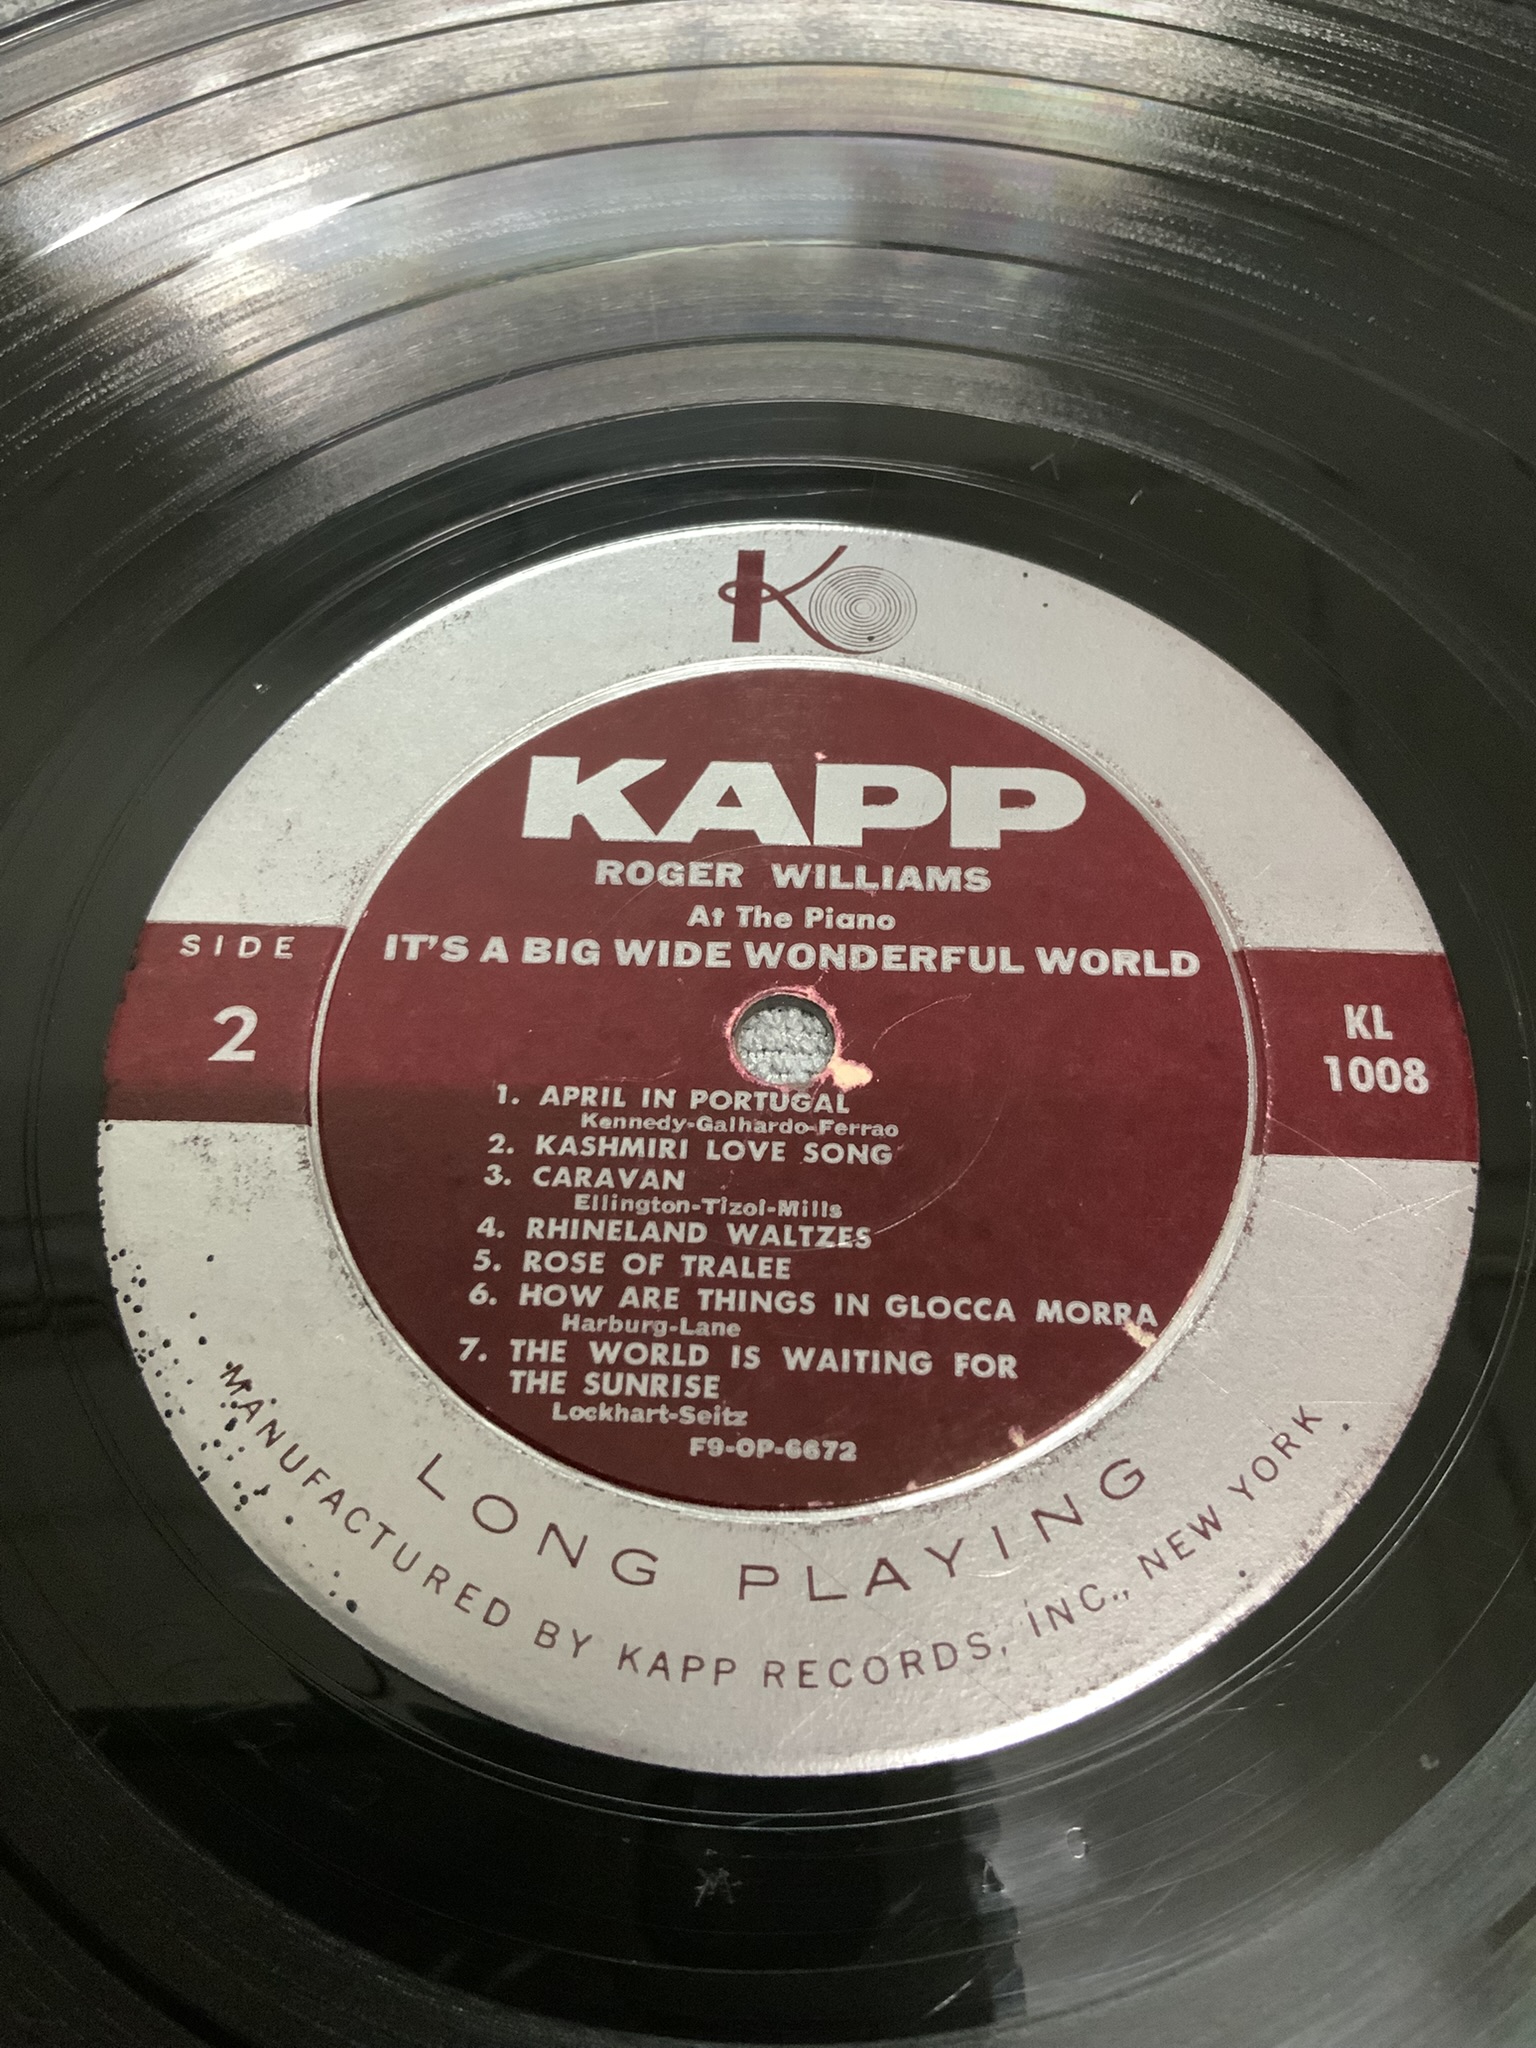 K
KAPP
ROGER WILLIAMS
At The Piano
IT'S A BIG WIDE WONDERFUL WORLD
SIDE
2
KL
1008
1. APRIL IN PORTUGAL
Kennedy-Galhardo-Ferrao
2. KASHMIRI LOVE SONG
3. CARAVAN
Ellington-Tizol-Mills
4. RHINELAND WALTZES
5. ROSE OF TRALEE
6. HOW ARE THINGS IN GLOCCA MORRA
Harburg-Lane
7. THE WORLD IS WAITING FOR
THE SUNRISE
Lockhart-Seitz
F9-OP-6672
LONG PLAYING
MANUFACTURED BY KAPP RECORDS, INC., NEW YORK